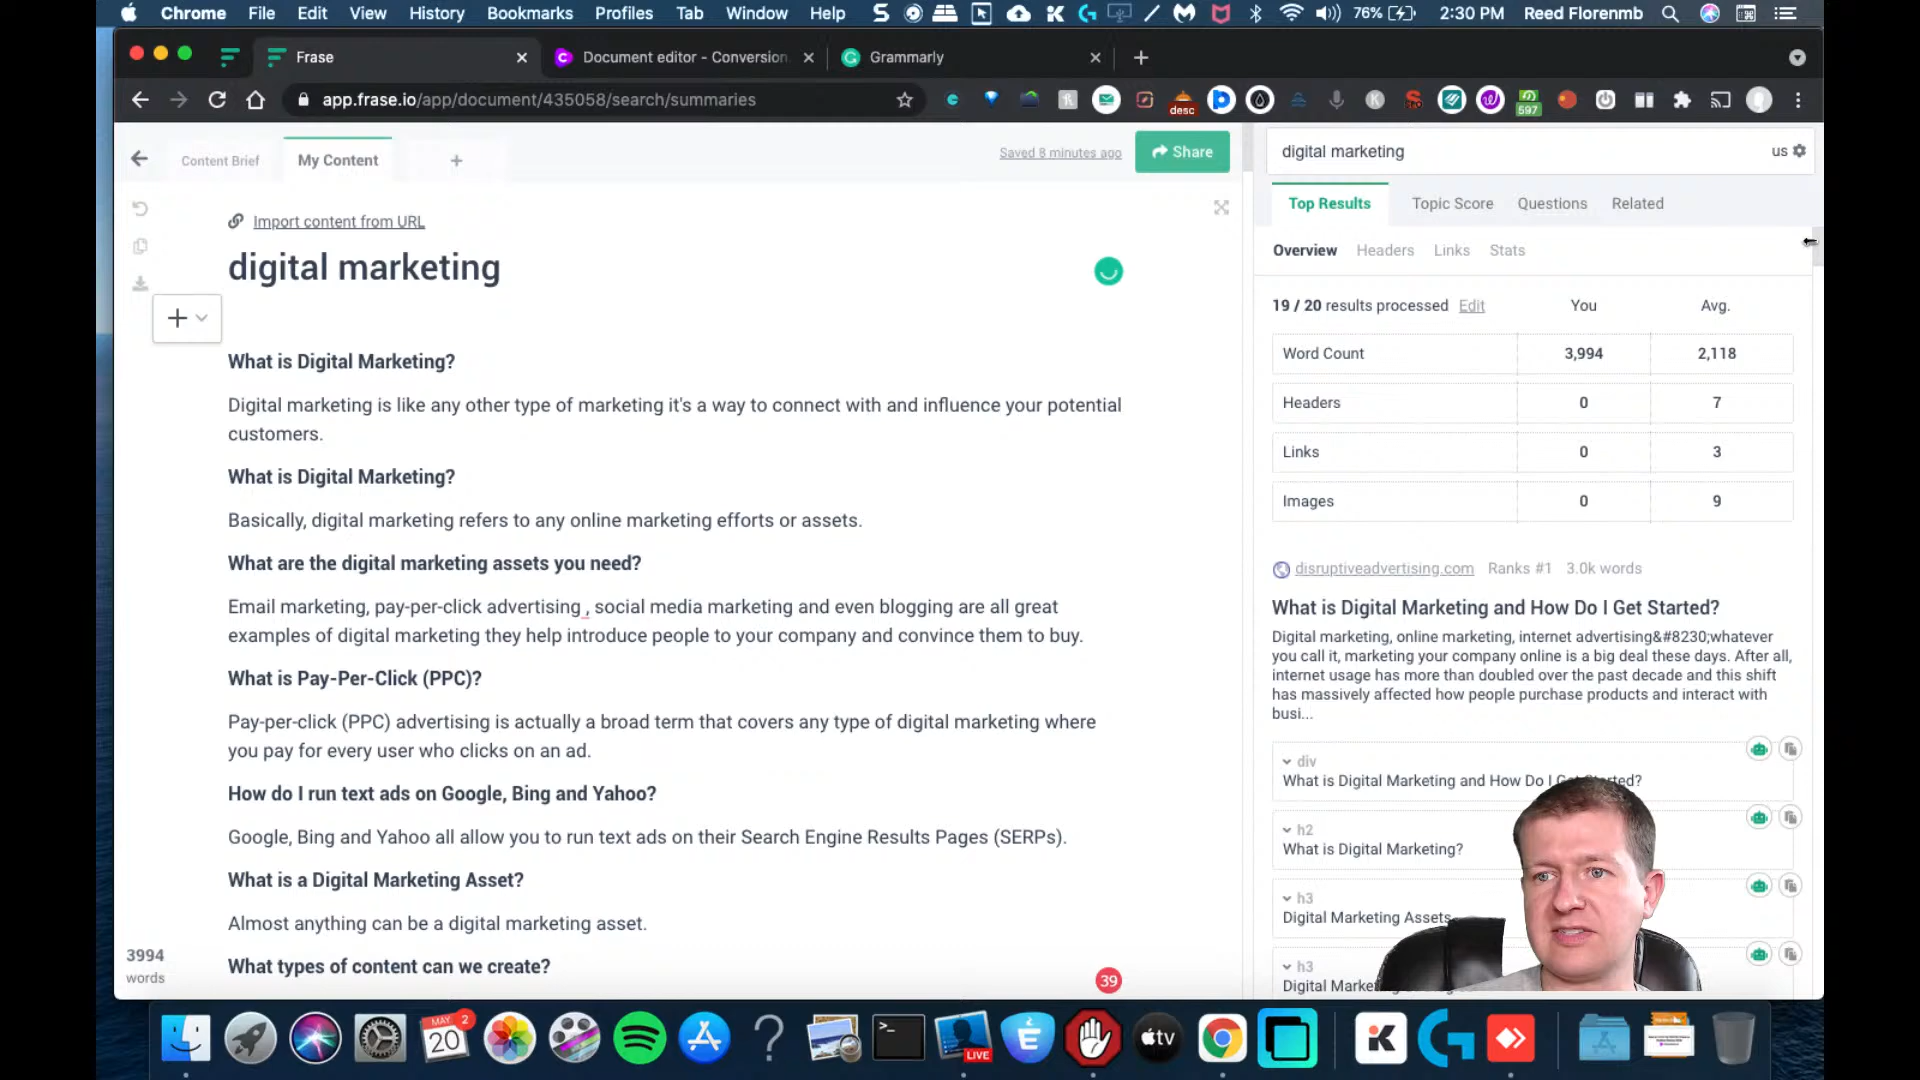 Chrome File Edit View History Bookmarks Profiles Tab Window Help 76% 2:30 PM Reed Florenmb
Frase
Document editor - Conversion.
Grammarly
app.frase.io/app/document/435058/search/summaries
desc
597
Content Brief
My Content
Saved 8 minutes ago
Share
Import content from URL
digital marketing
What is Digital Marketing?
Digital marketing is like any other type of marketing it's a way to connect with and influence your potential
customers.
What is Digital Marketing?
Basically, digital marketing refers to any online marketing efforts or assets.
What are the digital marketing assets you need?
Email marketing, pay-per-click advertising , social media marketing and even blogging are all great
examples of digital marketing they help introduce people to your company and convince them to buy.
What is Pay-Per-Click (PPC)?
Pay-per-click (PPC) advertising is actually a broad term that covers any type of digital marketing where
you pay for every user who clicks on an ad.
How do I run text ads on Google, Bing and Yahoo?
Google, Bing and Yahoo all allow you to run text ads on their Search Engine Results Pages (SERPs).
What is a Digital Marketing Asset?
Almost anything can be a digital marketing asset.
What types of content can we create?
3994
words
39
digital marketing
us
Top Results Topic Score Questions Related
Overview Headers Links Stats
19 / 20 results processed Edit You Avg.
Word Count 3,994 2,118
Headers 0 7
Links 0 3
Images 0 9
disruptiveadvertising.com Ranks #1 3.0k words
What is Digital Marketing and How Do I Get Started?
Digital marketing, online marketing, internet advertising&#8230;whatever
you call it, marketing your company online is a big deal these days. After all,
internet usage has more than doubled over the past decade and this shift
has massively affected how people purchase products and interact with
busi...
div
What is Digital Marketing and How Do I Get Started?
h2
What is Digital Marketing?
h3
Digital Marketing Assets
h3
Digital
MAY
20
2
LIVE
tv